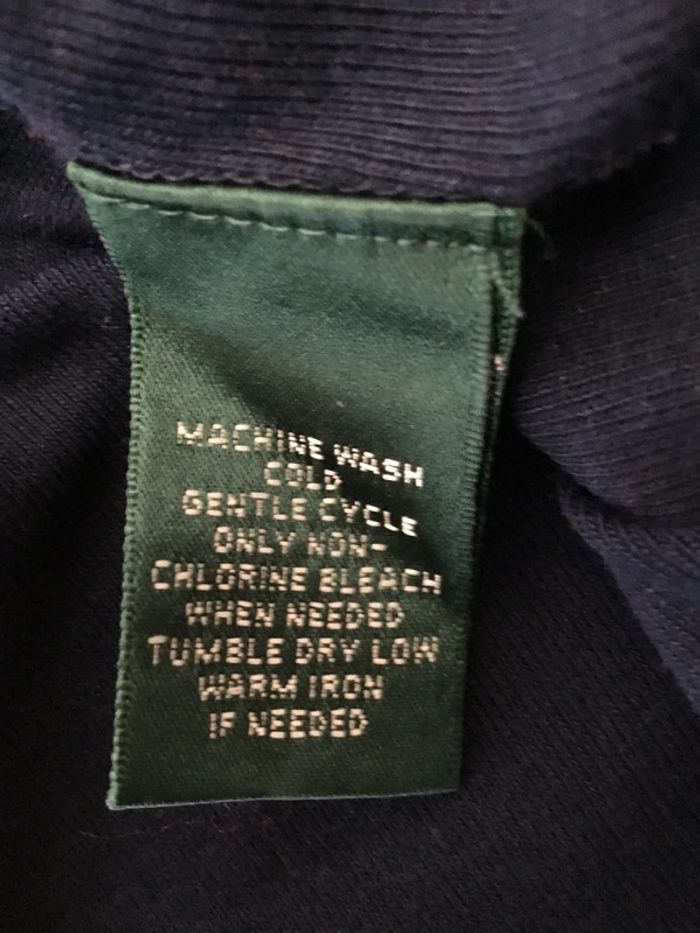 MACHINE WASH
COLD
GENTLE CYCLE
ONLY NON-
CHLORINE BLEACH
WHEN NEEDED
TUMBLE DRY LOW
WARM IRON
IF NEEDED